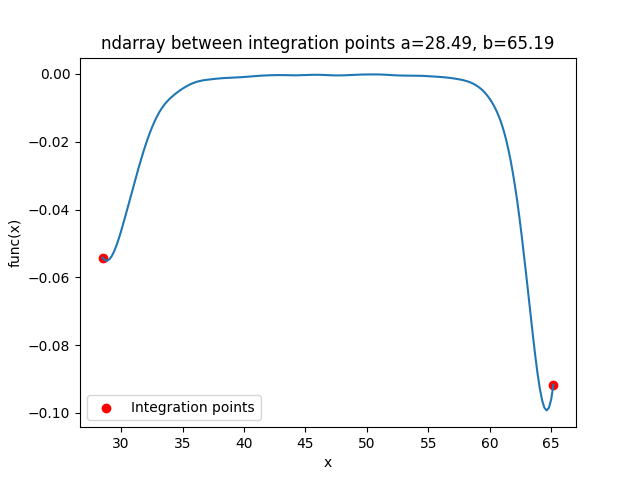 ndarray between integration points a=28.49, b=65.19
0.00
−0.02
−0.04
−0.06
−0.08
−0.10
func(x)
Integration points
30 35 40 45 50 55 60 65
x